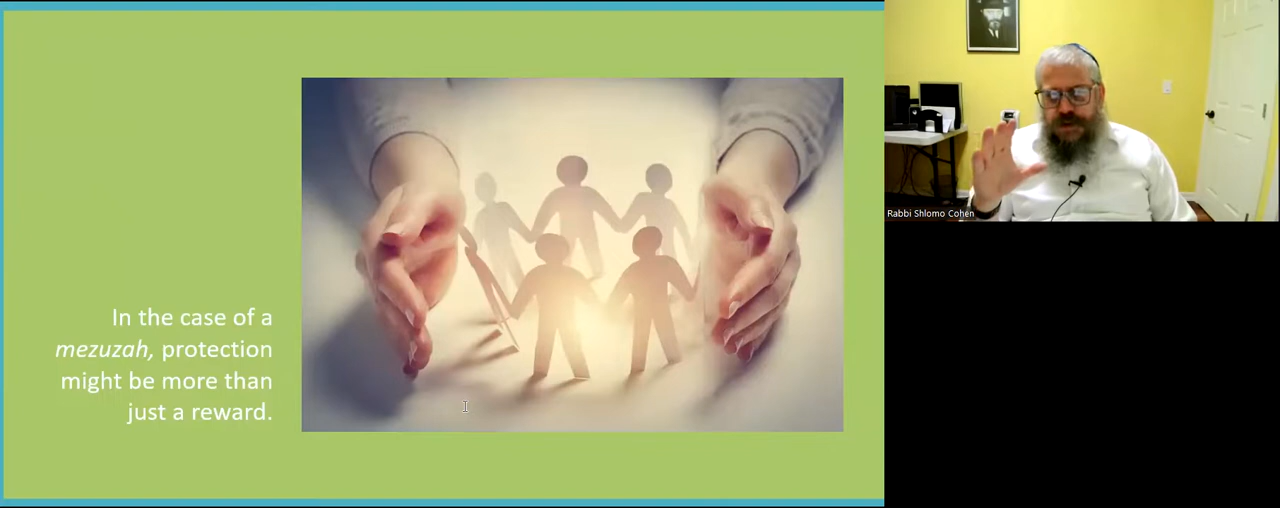 In the case of a
mezuzah, protection
might be more than
just a reward.
Rabbi Shlomo Cohen